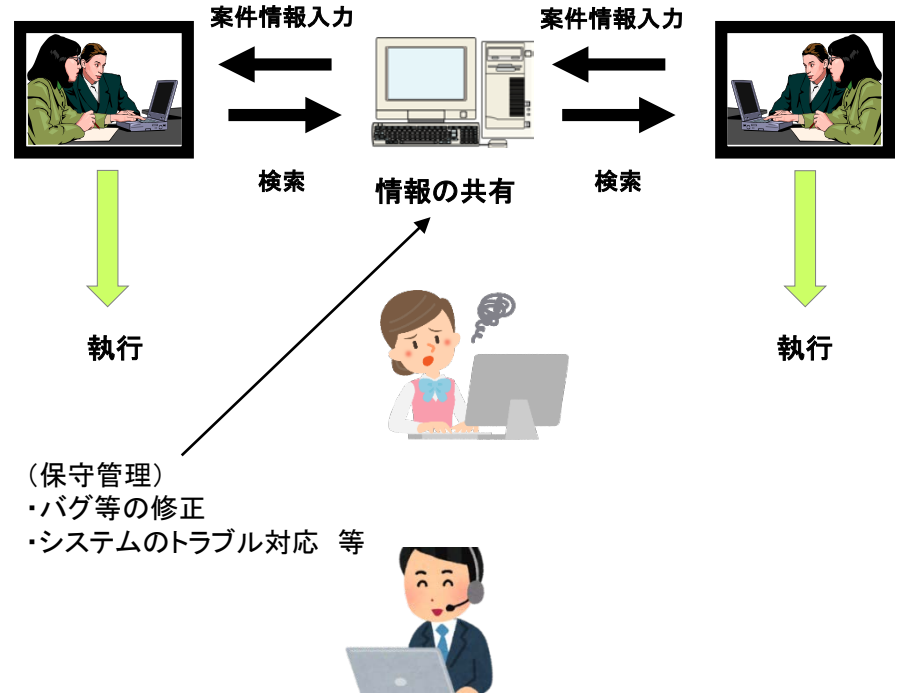 案件情報入力
案件情報入力
検索
情報の共有
検索
執行
執行
（保守管理）
・バグ等の修正
・システムのトラブル対応　等